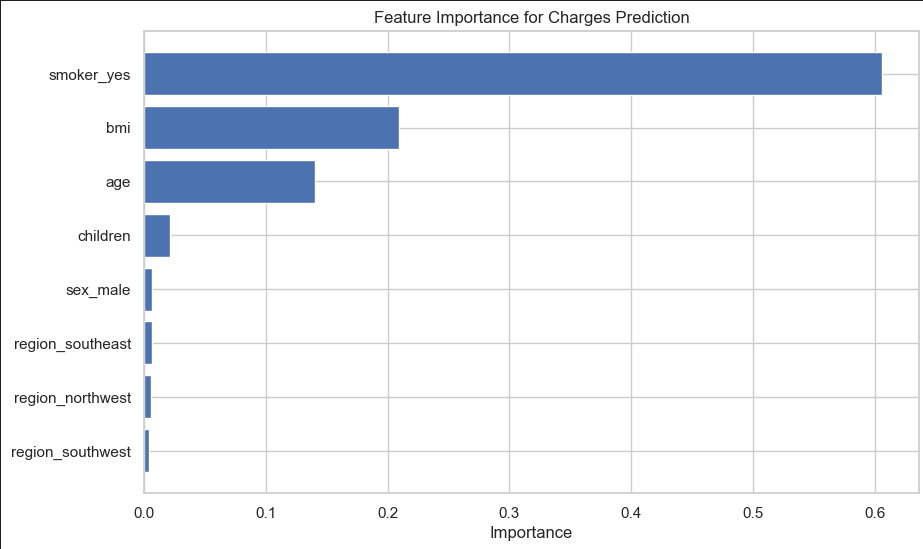 Feature Importance for Charges Prediction
smoker_yes
bmi
age
children
sex_male
region_southeast
region_northwest
region_southwest
0.0 0.1 0.2 0.3 0.4 0.5 0.6
Importance